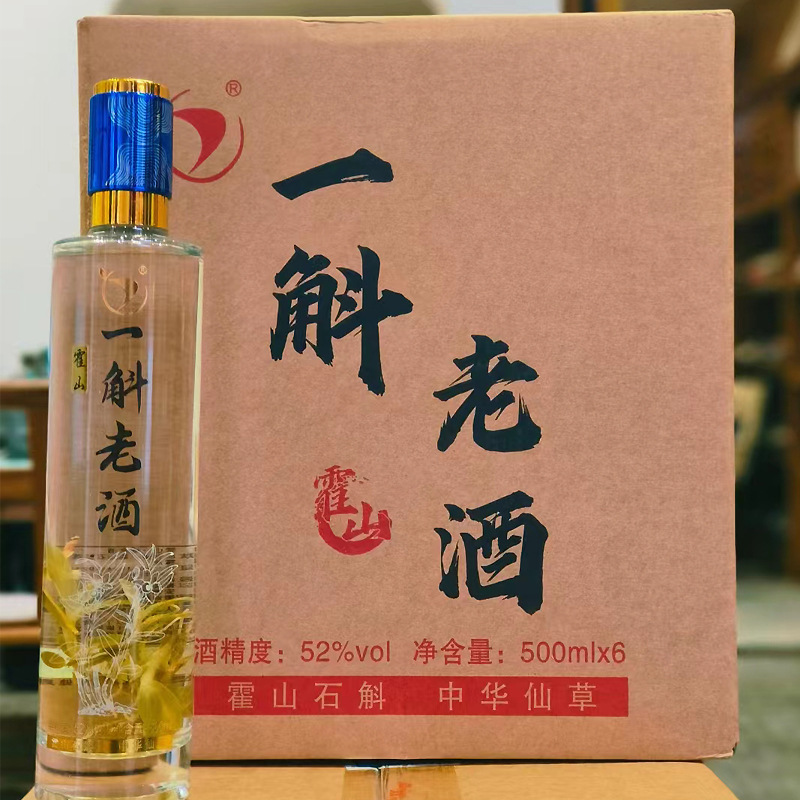 ®
一斛
老酒
霍山
酒精度：52%vol 净含量：500mlx6
霍山石斛 中华仙草
®
霍山
一斛老酒